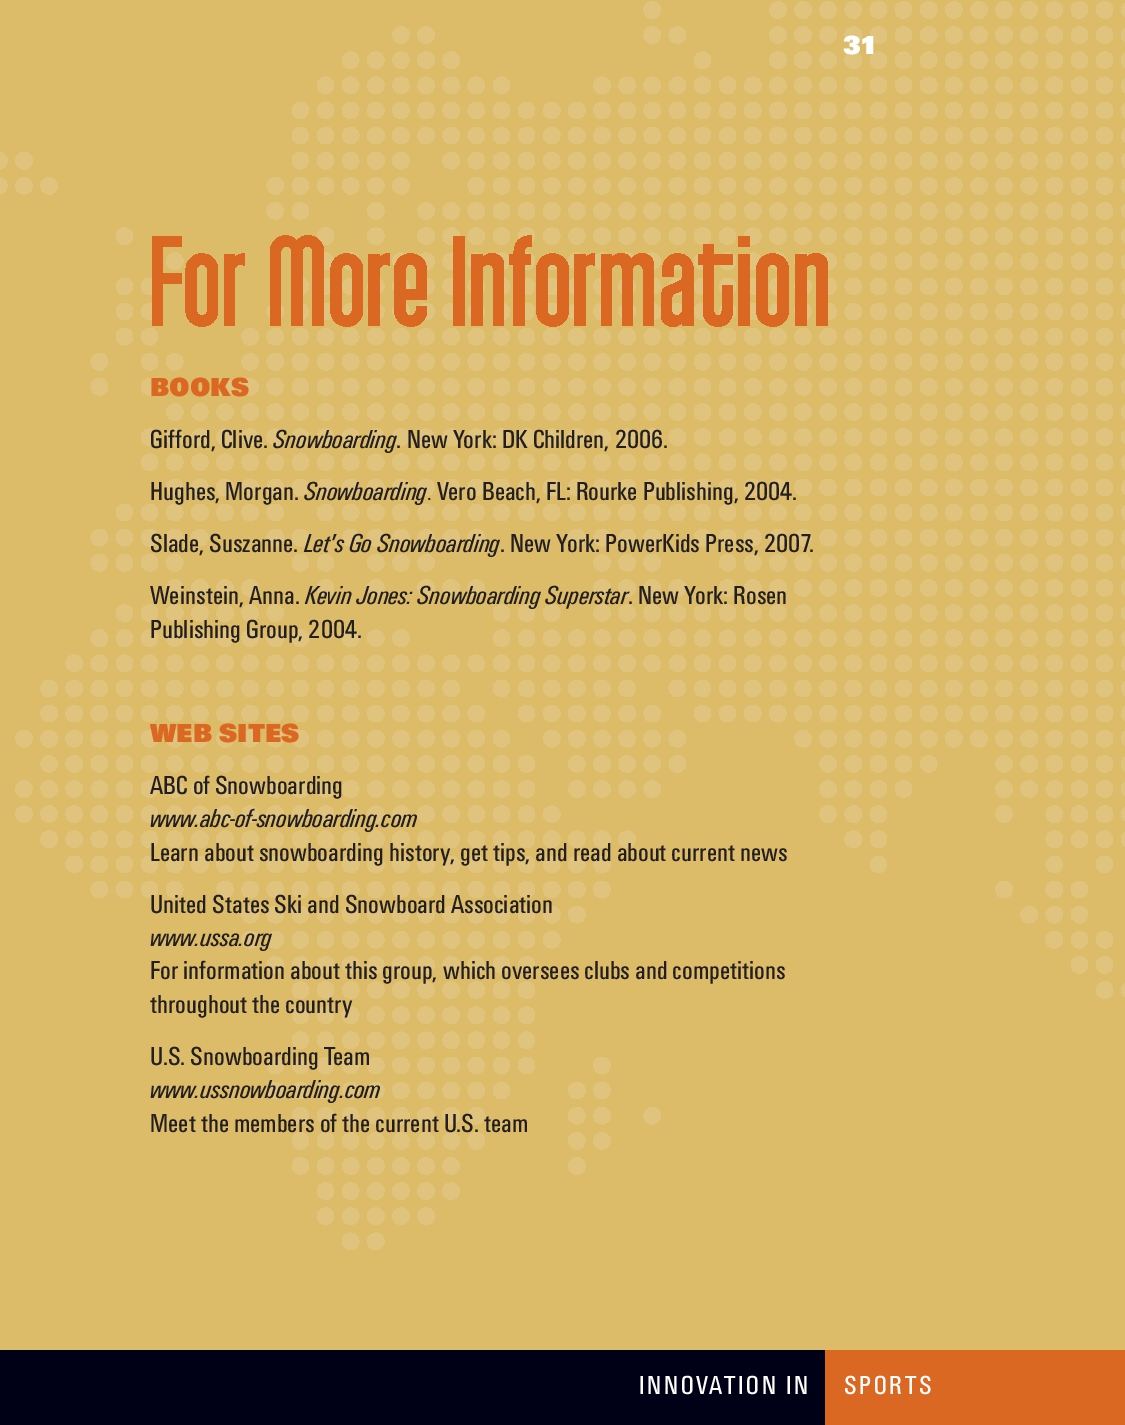 31
For More Information
BOOKS
Gifford, Clive. Snowboarding. New York: DK Children, 2006.
Hughes, Morgan. Snowboarding. Vero Beach, FL: Rourke Publishing, 2004.
Slade, Suszanne. Let's Go Snowboarding. New York: PowerKids Press, 2007.
Weinstein, Anna. Kevin Jones: Snowboarding Superstar. New York: Rosen
Publishing Group, 2004.
WEB SITES
ABC of Snowboarding
www.abc-of-snowboarding.com
Learn about snowboarding history, get tips, and read about current news
United States Ski and Snowboard Association
www.ussa.org
For information about this group, which oversees clubs and competitions
throughout the country
U.S. Snowboarding Team
www.ussnowboarding.com
Meet the members of the current U.S. team
INNOVATION IN SPORTS